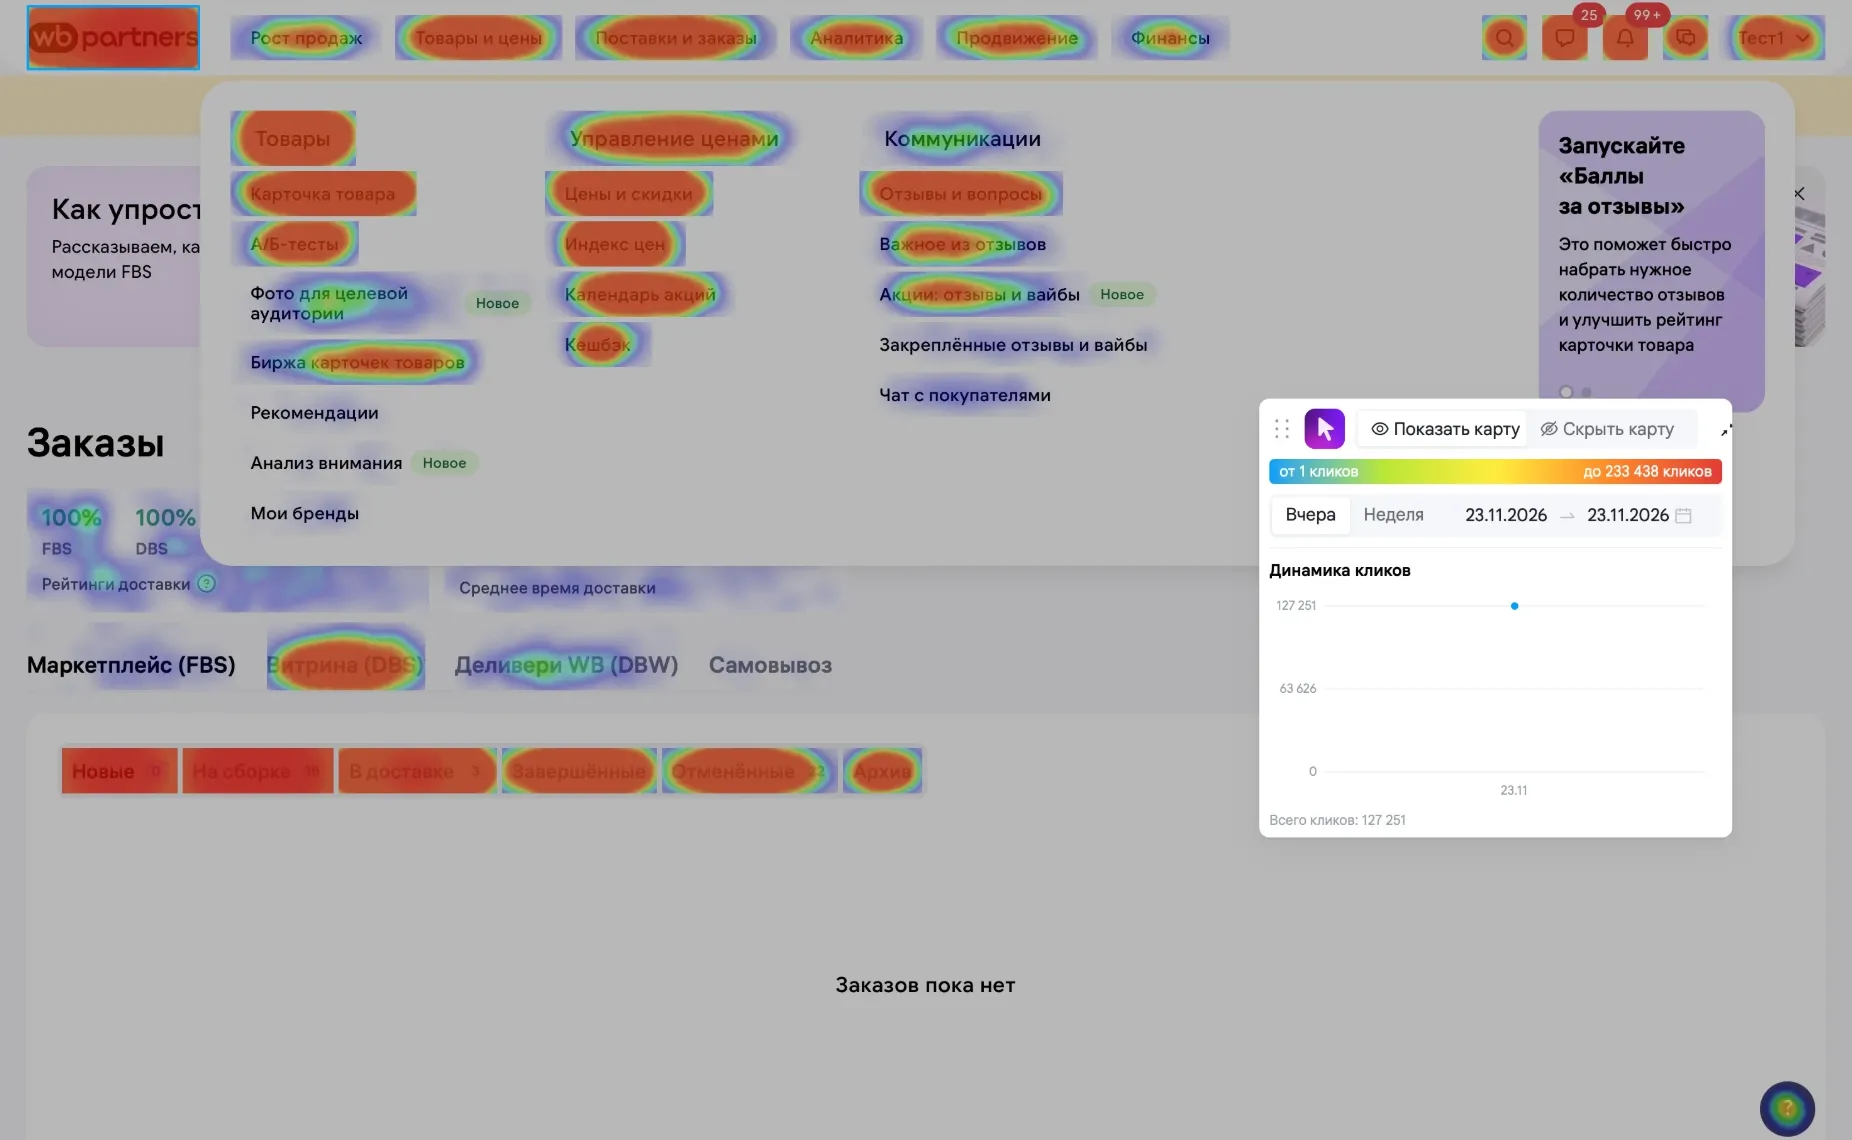 wb partners
Рост продаж
Товары и цены
Поставки и заказы
Аналитика
Продвижение
Финансы
25
99+
Тест1
Товары
Карточка товара
А/Б-тесты
Фото для целевой
аудитории
Новое
Биржа карточек товаров
Рекомендации
Анализ внимания
Новое
Мои бренды
Управление ценами
Цены и скидки
Индекс цен
Календарь акций
Кешбэк
Коммуникации
Отзывы и вопросы
Важное из отзывов
Акции: отзывы и вайбы
Новое
Закреплённые отзывы и вайбы
Чат с покупателями
Запускайте
«Баллы
за отзывы»
Это поможет быстро
набрать нужное
количество отзывов
и улучшить рейтинг
карточки товара
Как упрост
Рассказываем, ка
модели FBS
Заказы
100%
FBS
100%
DBS
Рейтинги доставки ?
Среднее время доставки
Маркетплейс (FBS)
Витрина (DBS)
Деливери WB (DBW)
Самовывоз
Новые 0
На сборке
В доставке 3
Завершённые
Отменённые
Архив
Заказов пока нет
Показать карту
Скрыть карту
от 1 кликов
до 233 438 кликов
Вчера
Неделя
23.11.2026 → 23.11.2026
Динамика кликов
127 251
63 626
0
23.11
Всего кликов: 127 251
?